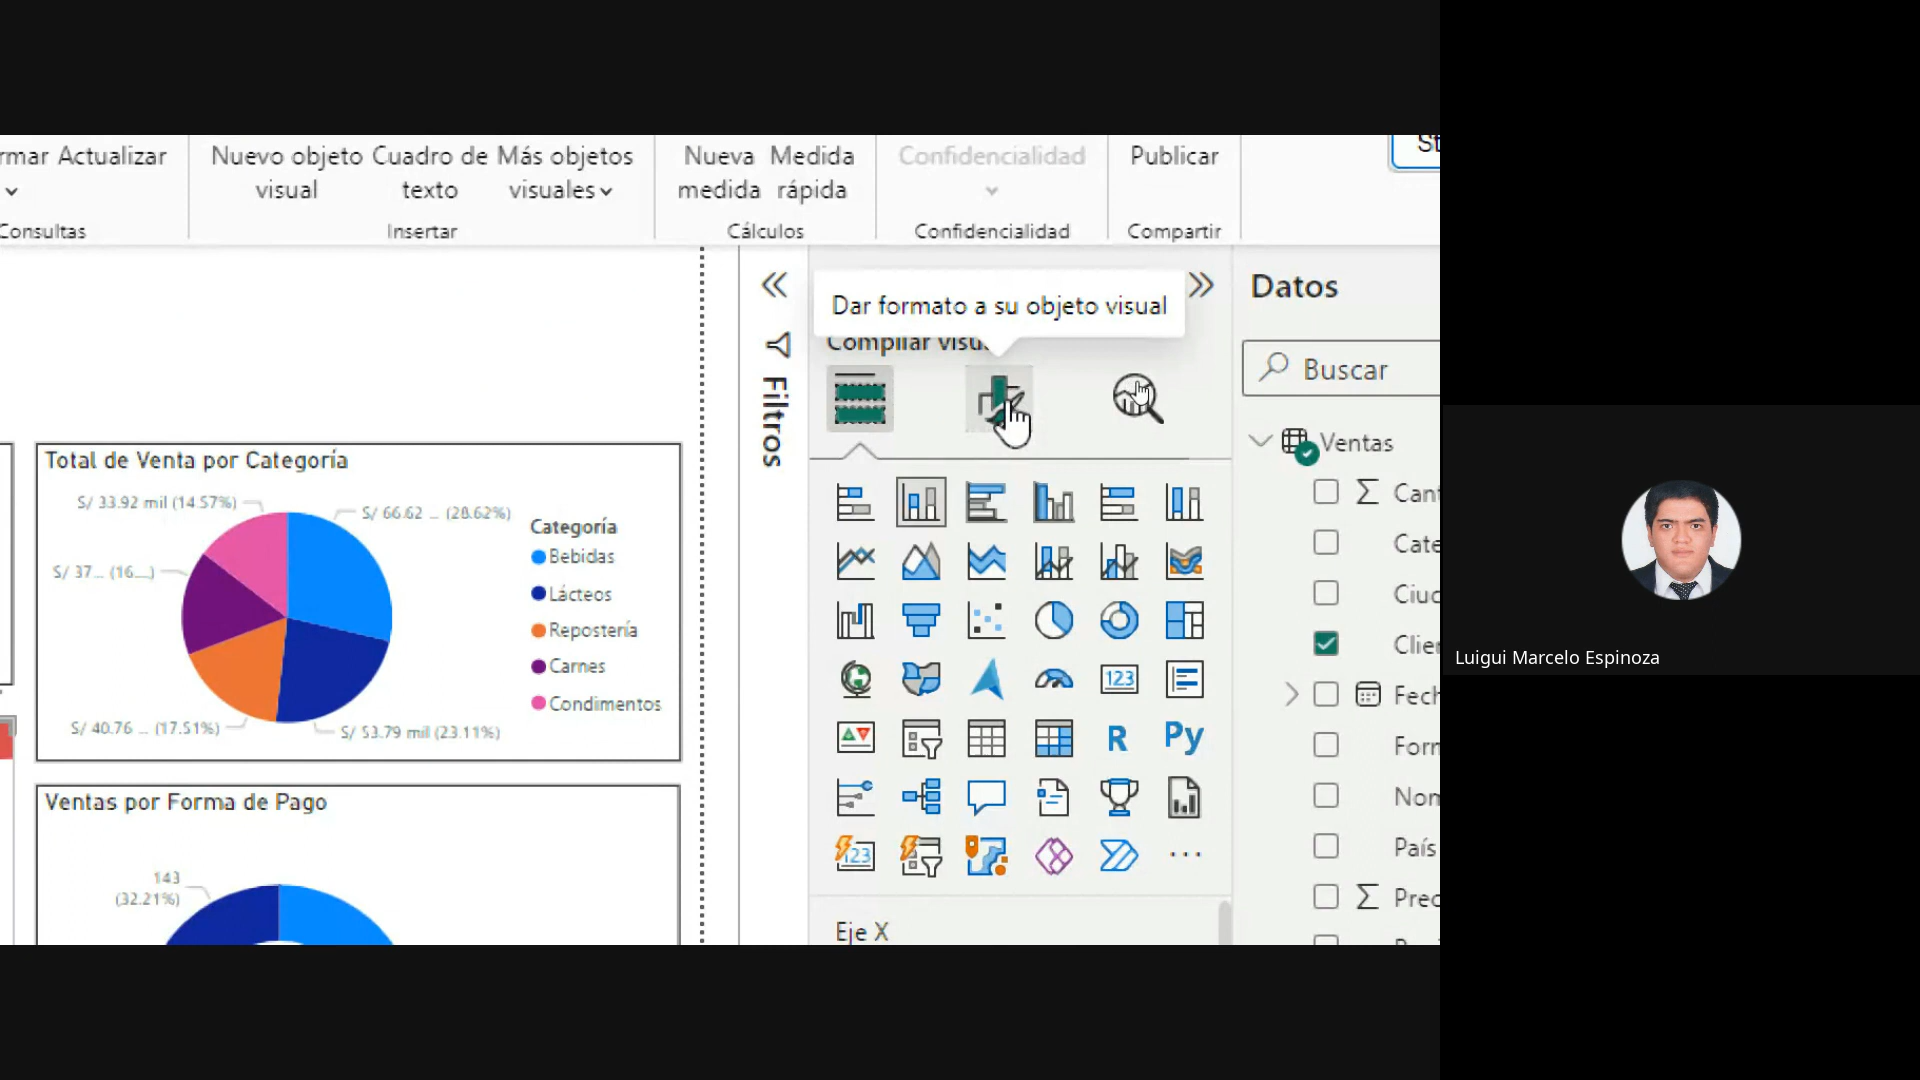 Actualizar
Consultas
Nuevo objeto
visual
Cuadro de
texto
Más objetos
visuales
Insertar
Nueva
medida
Medida
rápida
Cálculos
Confidencialidad
Confidencialidad
Publicar
Compartir
Dar formato a su objeto visual
Compilar
Filtros
Datos
Buscar
Ventas
País
Eje X
Total de Venta por Categoría
S/ 33.92 mil (14.57%)
S/ 66.62 ... (28.62%)
S/ 37... (16...)
S/ 40.76 ... (17.51%)
S/ 53.79 mil (23.11%)
Categoría
Bebidas
Lácteos
Repostería
Carnes
Condimentos
Ventas por Forma de Pago
143
(32.21%)
123
R
Py
123
Luigui Marcelo Espinoza